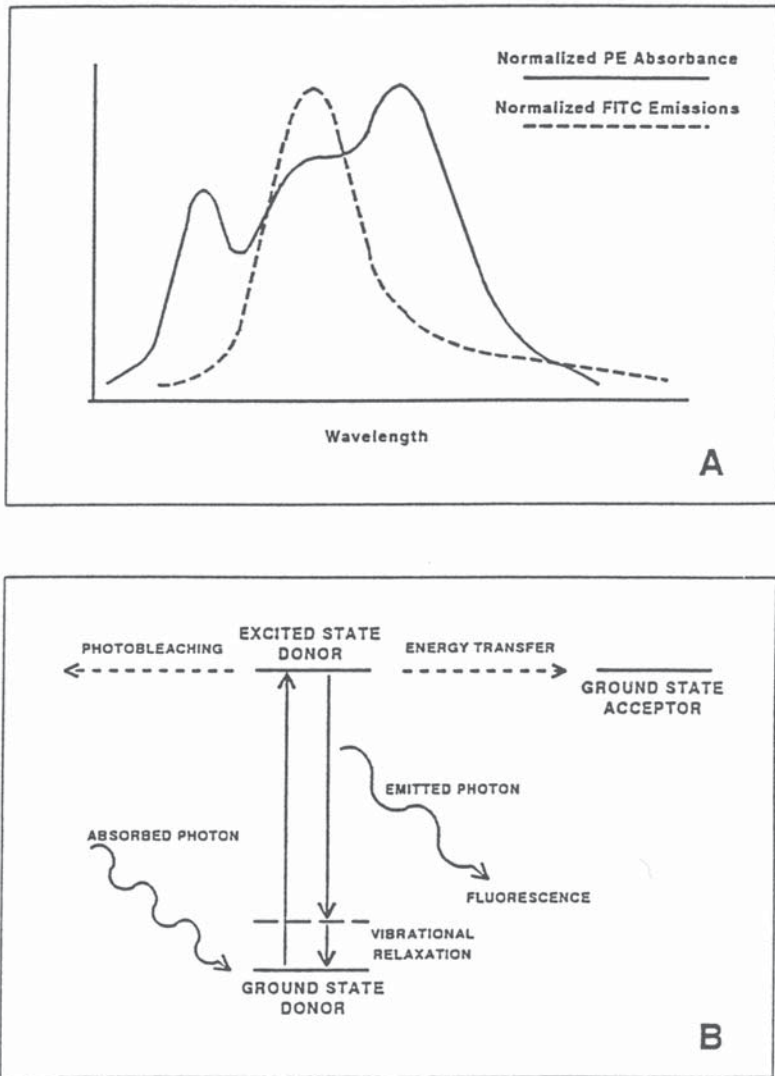 Normalized PE Absorbance
Normalized FITC Emissions
Wavelength
A
PHOTOBLEACHING
EXCITED STATE
DONOR
ENERGY TRANSFER
GROUND STATE
ACCEPTOR
EMITTED PHOTON
ABSORBED PHOTON
FLUORESCENCE
VIBRATIONAL
RELAXATION
GROUND STATE
DONOR
B